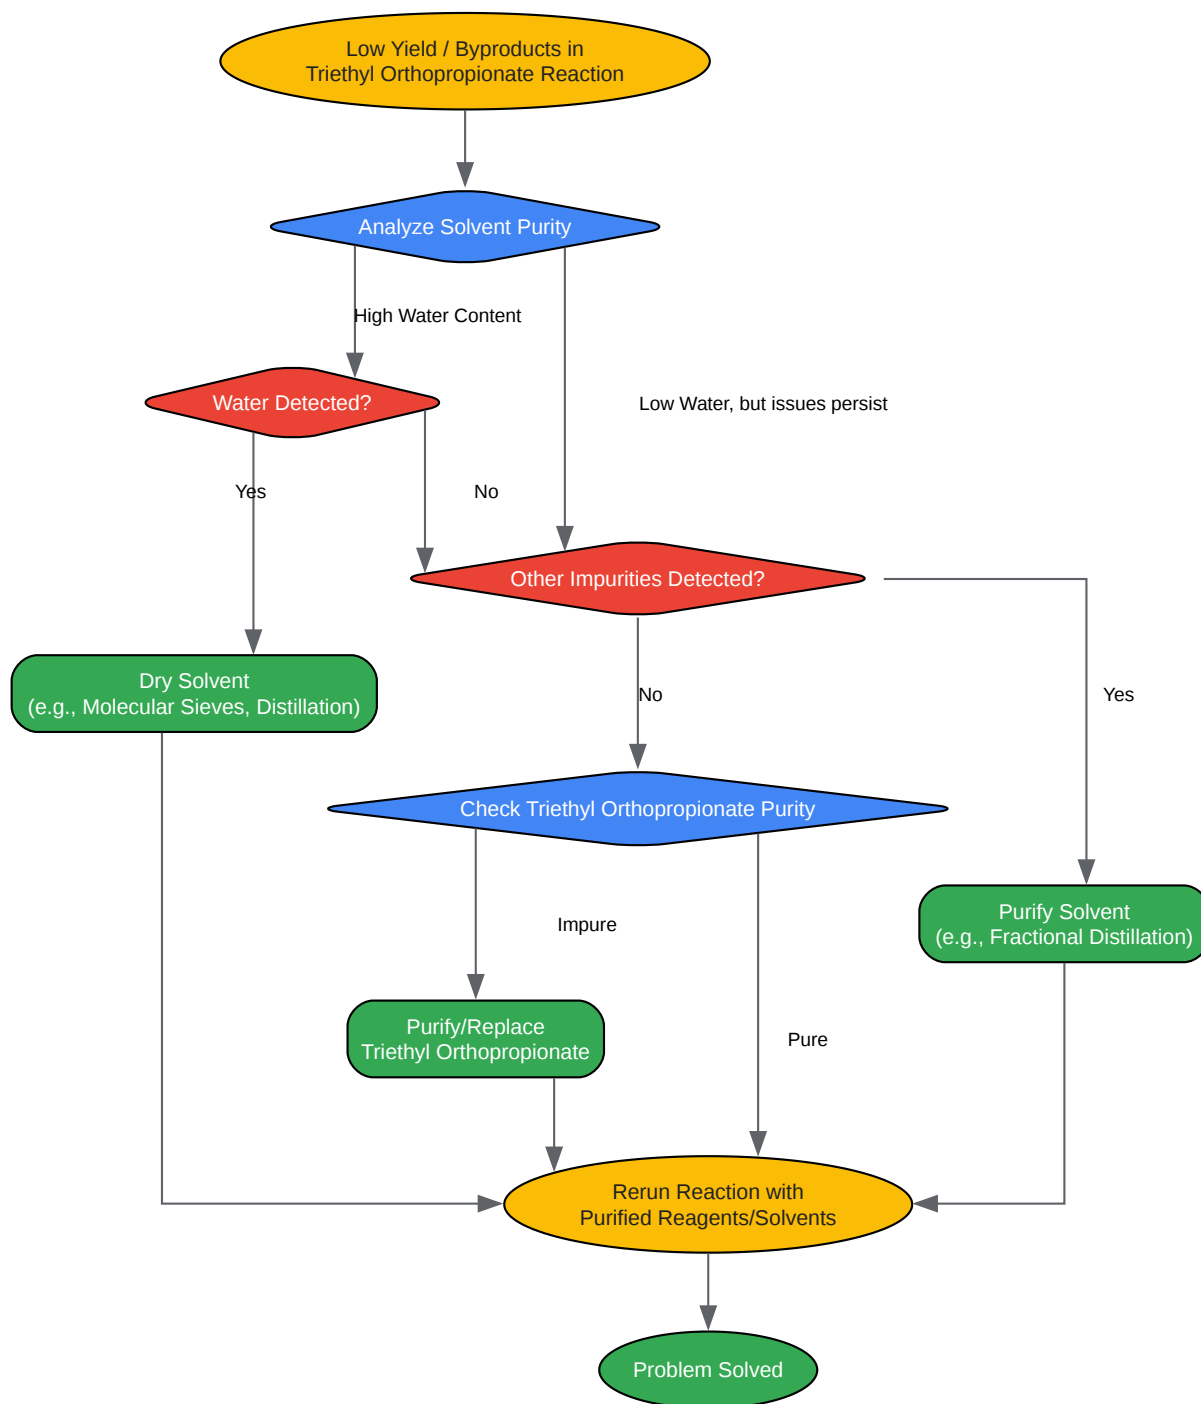 Low Yield / Byproducts in
Triethyl Orthopropionate Reaction
Analyze Solvent Purity
High Water Content
Water Detected?
Low Water, but issues persist
Yes
No
Other Impurities Detected?
Dry Solvent
(e.g., Molecular Sieves, Distillation)
No
Yes
Check Triethyl Orthopropionate Purity
Impure
Purify Solvent
(e.g., Fractional Distillation)
Purify/Replace
Triethyl Orthopropionate
Pure
Rerun Reaction with
Purified Reagents/Solvents
Problem Solved